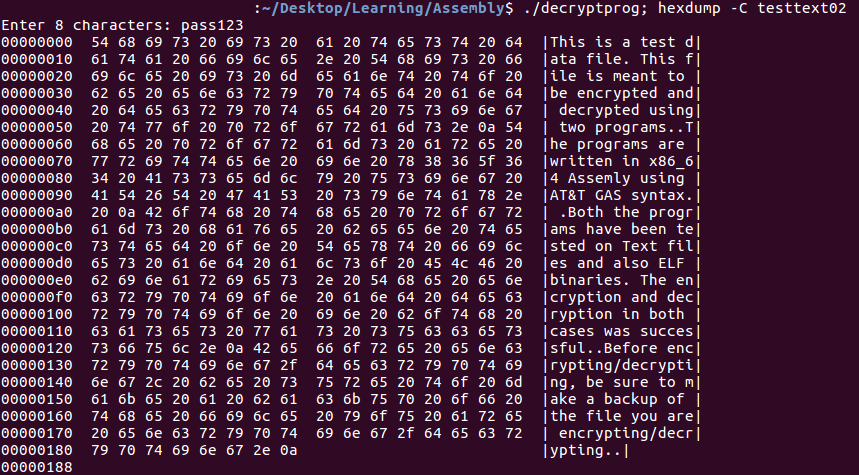 :~/Desktop/Learning/Assembly$ ./decryptprog; hexdump -C testtext02
Enter 8 characters: pass123
00000000  54 68 69 73 20 69 73 20  61 20 74 65 73 74 20 64  |This is a test d|
00000010  61 74 61 20 66 69 6c 65  2e 20 54 68 69 73 20 66  |ata file. This f|
00000020  69 6c 65 20 69 73 20 6d  65 61 6e 74 20 74 6f 20  |ile is meant to |
00000030  62 65 20 65 6e 63 72 79  70 74 65 64 20 61 6e 64  |be encrypted and|
00000040  20 64 65 63 72 79 70 74  65 64 20 75 73 69 6e 67  | decrypted using|
00000050  20 74 77 6f 20 70 72 6f  67 72 61 6d 73 2e 0a 54  | two programs..T|
00000060  68 65 20 70 72 6f 67 72  61 6d 73 20 61 72 65 20  |he programs are |
00000070  77 72 69 74 74 65 6e 20  69 6e 20 78 38 36 5f 36  |written in x86_6|
00000080  34 20 41 73 73 65 6d 6c  79 20 75 73 69 6e 67 20  |4 Assemly using |
00000090  41 54 26 54 20 47 41 53  20 73 79 6e 74 61 78 2e  |AT&T GAS syntax.|
000000a0  20 0a 42 6f 74 68 20 74  68 65 20 70 72 6f 67 72  | .Both the progr|
000000b0  61 6d 73 20 68 61 76 65  20 62 65 65 6e 20 74 65  |ams have been te|
000000c0  73 74 65 64 20 6f 6e 20  54 65 78 74 20 66 69 6c  |sted on Text fil|
000000d0  65 73 20 61 6e 64 20 61  6c 73 6f 20 45 4c 46 20  |es and also ELF |
000000e0  62 69 6e 61 72 69 65 73  2e 20 54 68 65 20 65 6e  |binaries. The en|
000000f0  63 72 79 70 74 69 6f 6e  20 61 6e 64 20 64 65 63  |cryption and dec|
00000100  72 79 70 74 69 6f 6e 20  69 6e 20 62 6f 74 68 20  |ryption in both |
00000110  63 61 73 65 73 20 77 61  73 20 73 75 63 63 65 73  |cases was succes|
00000120  73 66 75 6c 2e 0a 42 65  66 6f 72 65 20 65 6e 63  |sful..Before enc|
00000130  72 79 70 74 69 6e 67 2f  64 65 63 72 79 70 74 69  |rypting/decrypti|
00000140  6e 67 2c 20 62 65 20 73  75 72 65 20 74 6f 20 6d  |ng, be sure to m|
00000150  61 6b 65 20 61 20 62 61  63 6b 75 70 20 6f 66 20  |ake a backup of |
00000160  74 68 65 20 66 69 6c 65  20 79 6f 75 20 61 72 65  |the file you are|
00000170  20 65 6e 63 72 79 70 74  69 6e 67 2f 64 65 63 72  | encrypting/decr|
00000180  79 70 74 69 6e 67 2e 0a                           |ypting..|
00000188